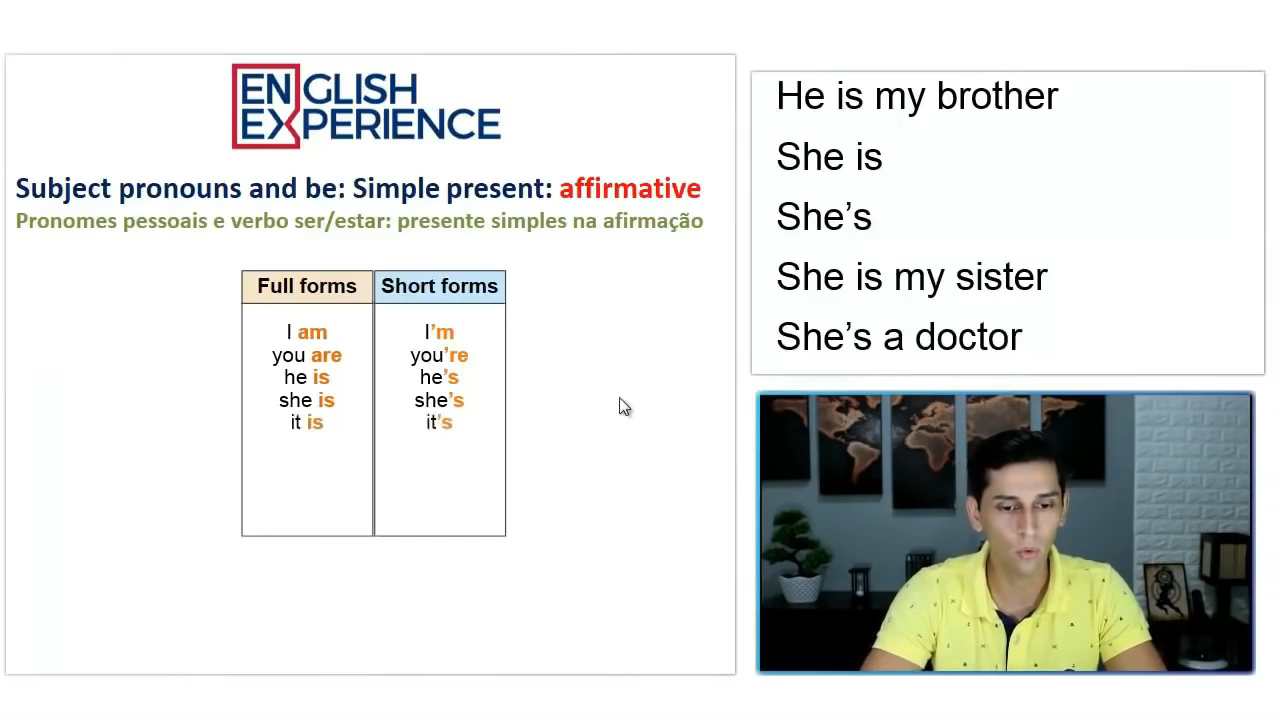 ENGLISH
EXPERIENCE
Subject pronouns and be: Simple present: affirmative
Pronomes pessoais e verbo ser/estar: presente simples na afirmação
Full forms
I am
you are
he is
she is
it is
Short forms
I’m
you’re
he’s
she’s
it’s
He is my brother
She is
She’s
She is my sister
She’s a doctor